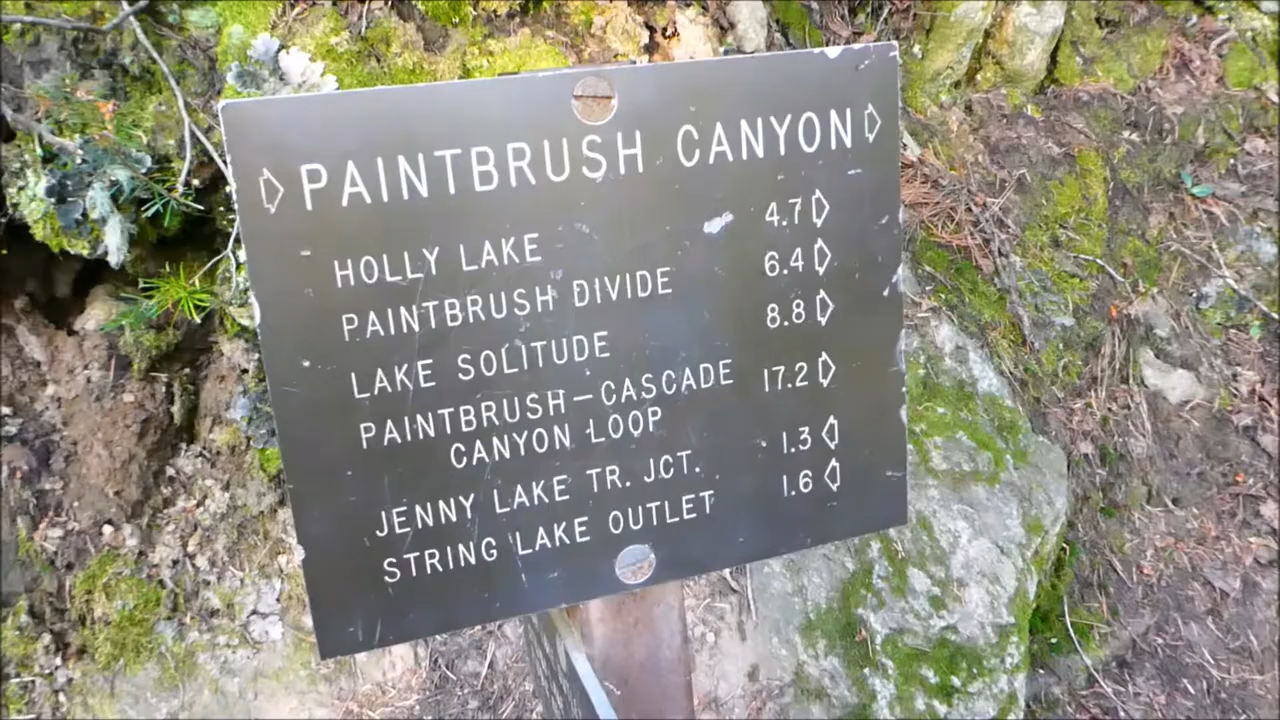 PAINTBRUSH CANYON
HOLLY LAKE 4.7
PAINTBRUSH DIVIDE 6.4
LAKE SOLITUDE 8.8
PAINTBRUSH-CASCADE 17.2
CANYON LOOP
JENNY LAKE TR. JCT. 1.3
STRING LAKE OUTLET 1.6